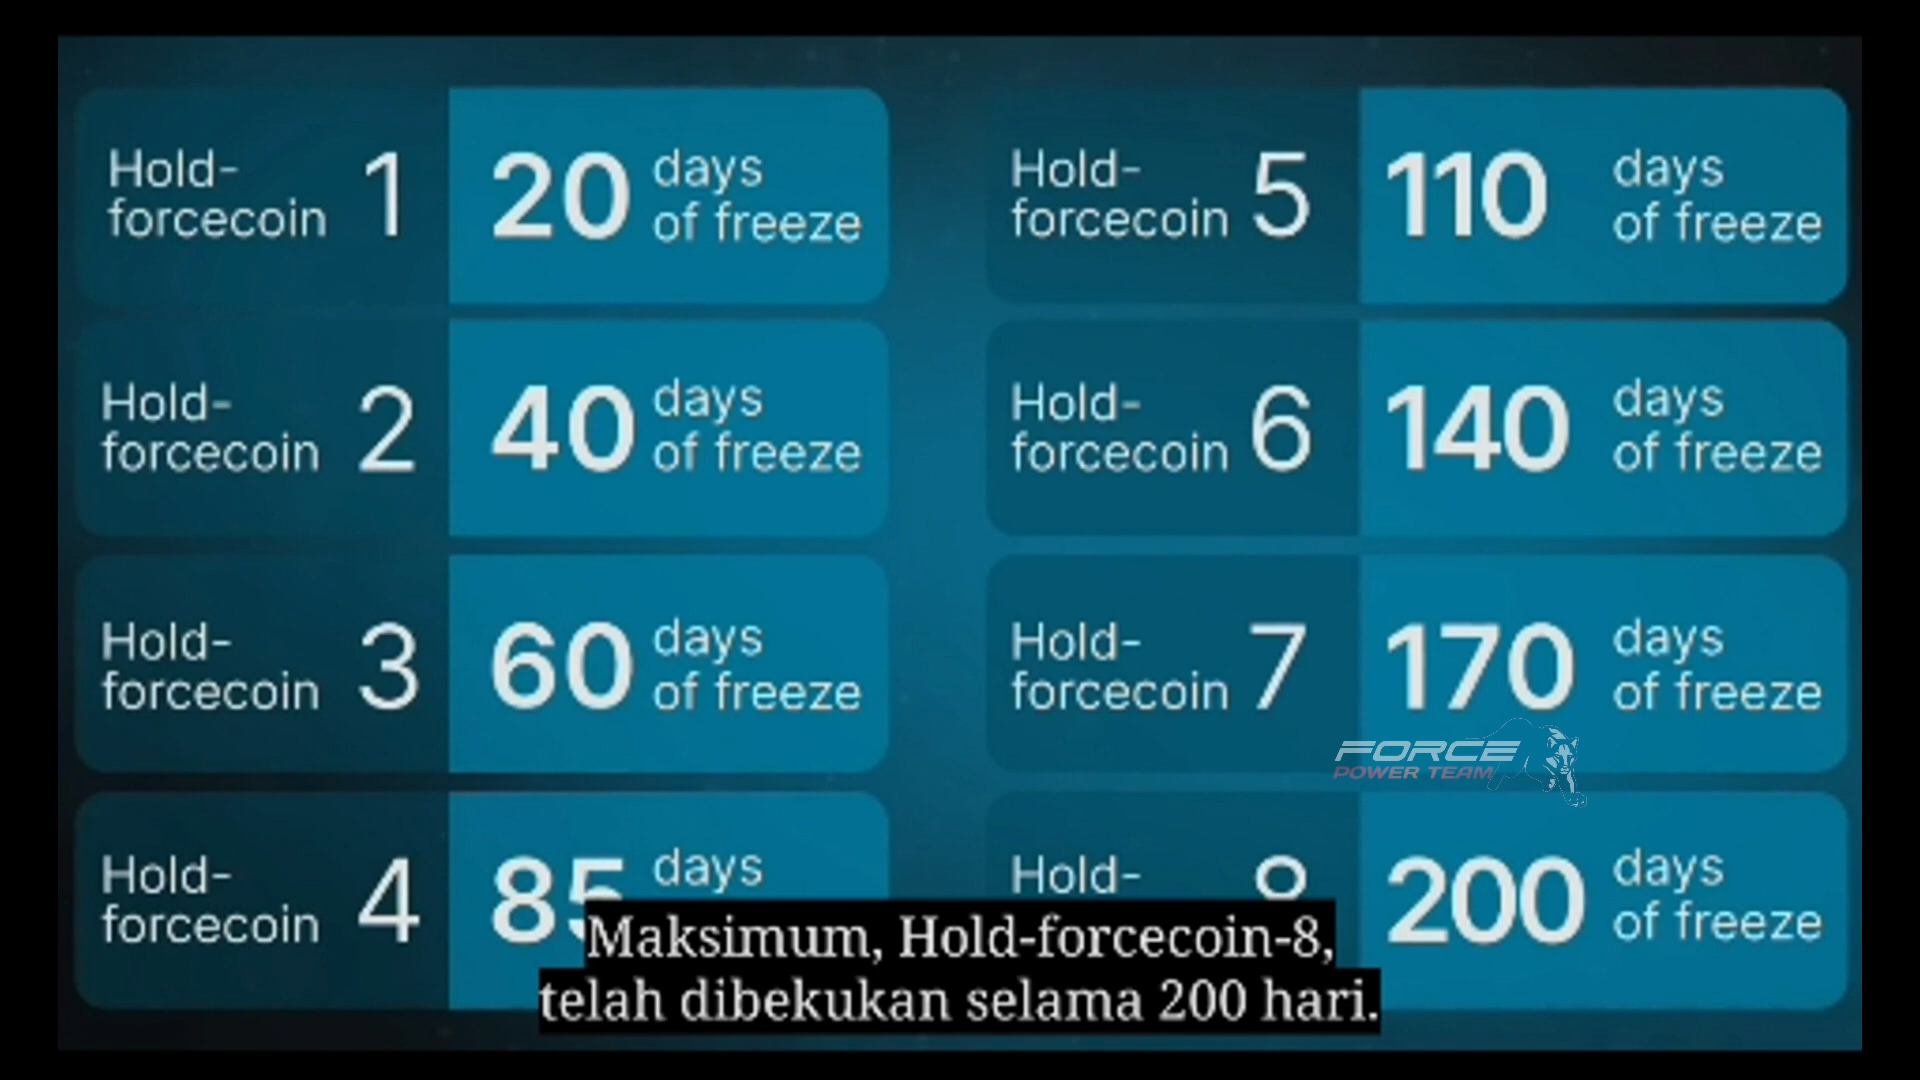 Hold-
forcecoin 1
20 days
of freeze
Hold-
forcecoin 2
40 days
of freeze
Hold-
forcecoin 3
60 days
of freeze
Hold-
forcecoin 4
85 days
Hold-
forcecoin 5
110 days
of freeze
Hold-
forcecoin 6
140 days
of freeze
Hold-
forcecoin 7
170 days
of freeze
FORCE
POWER TEAM
Hold-
8
200 days
of freeze
Maksimum, Hold-forcecoin-8,
telah dibekukan selama 200 hari.